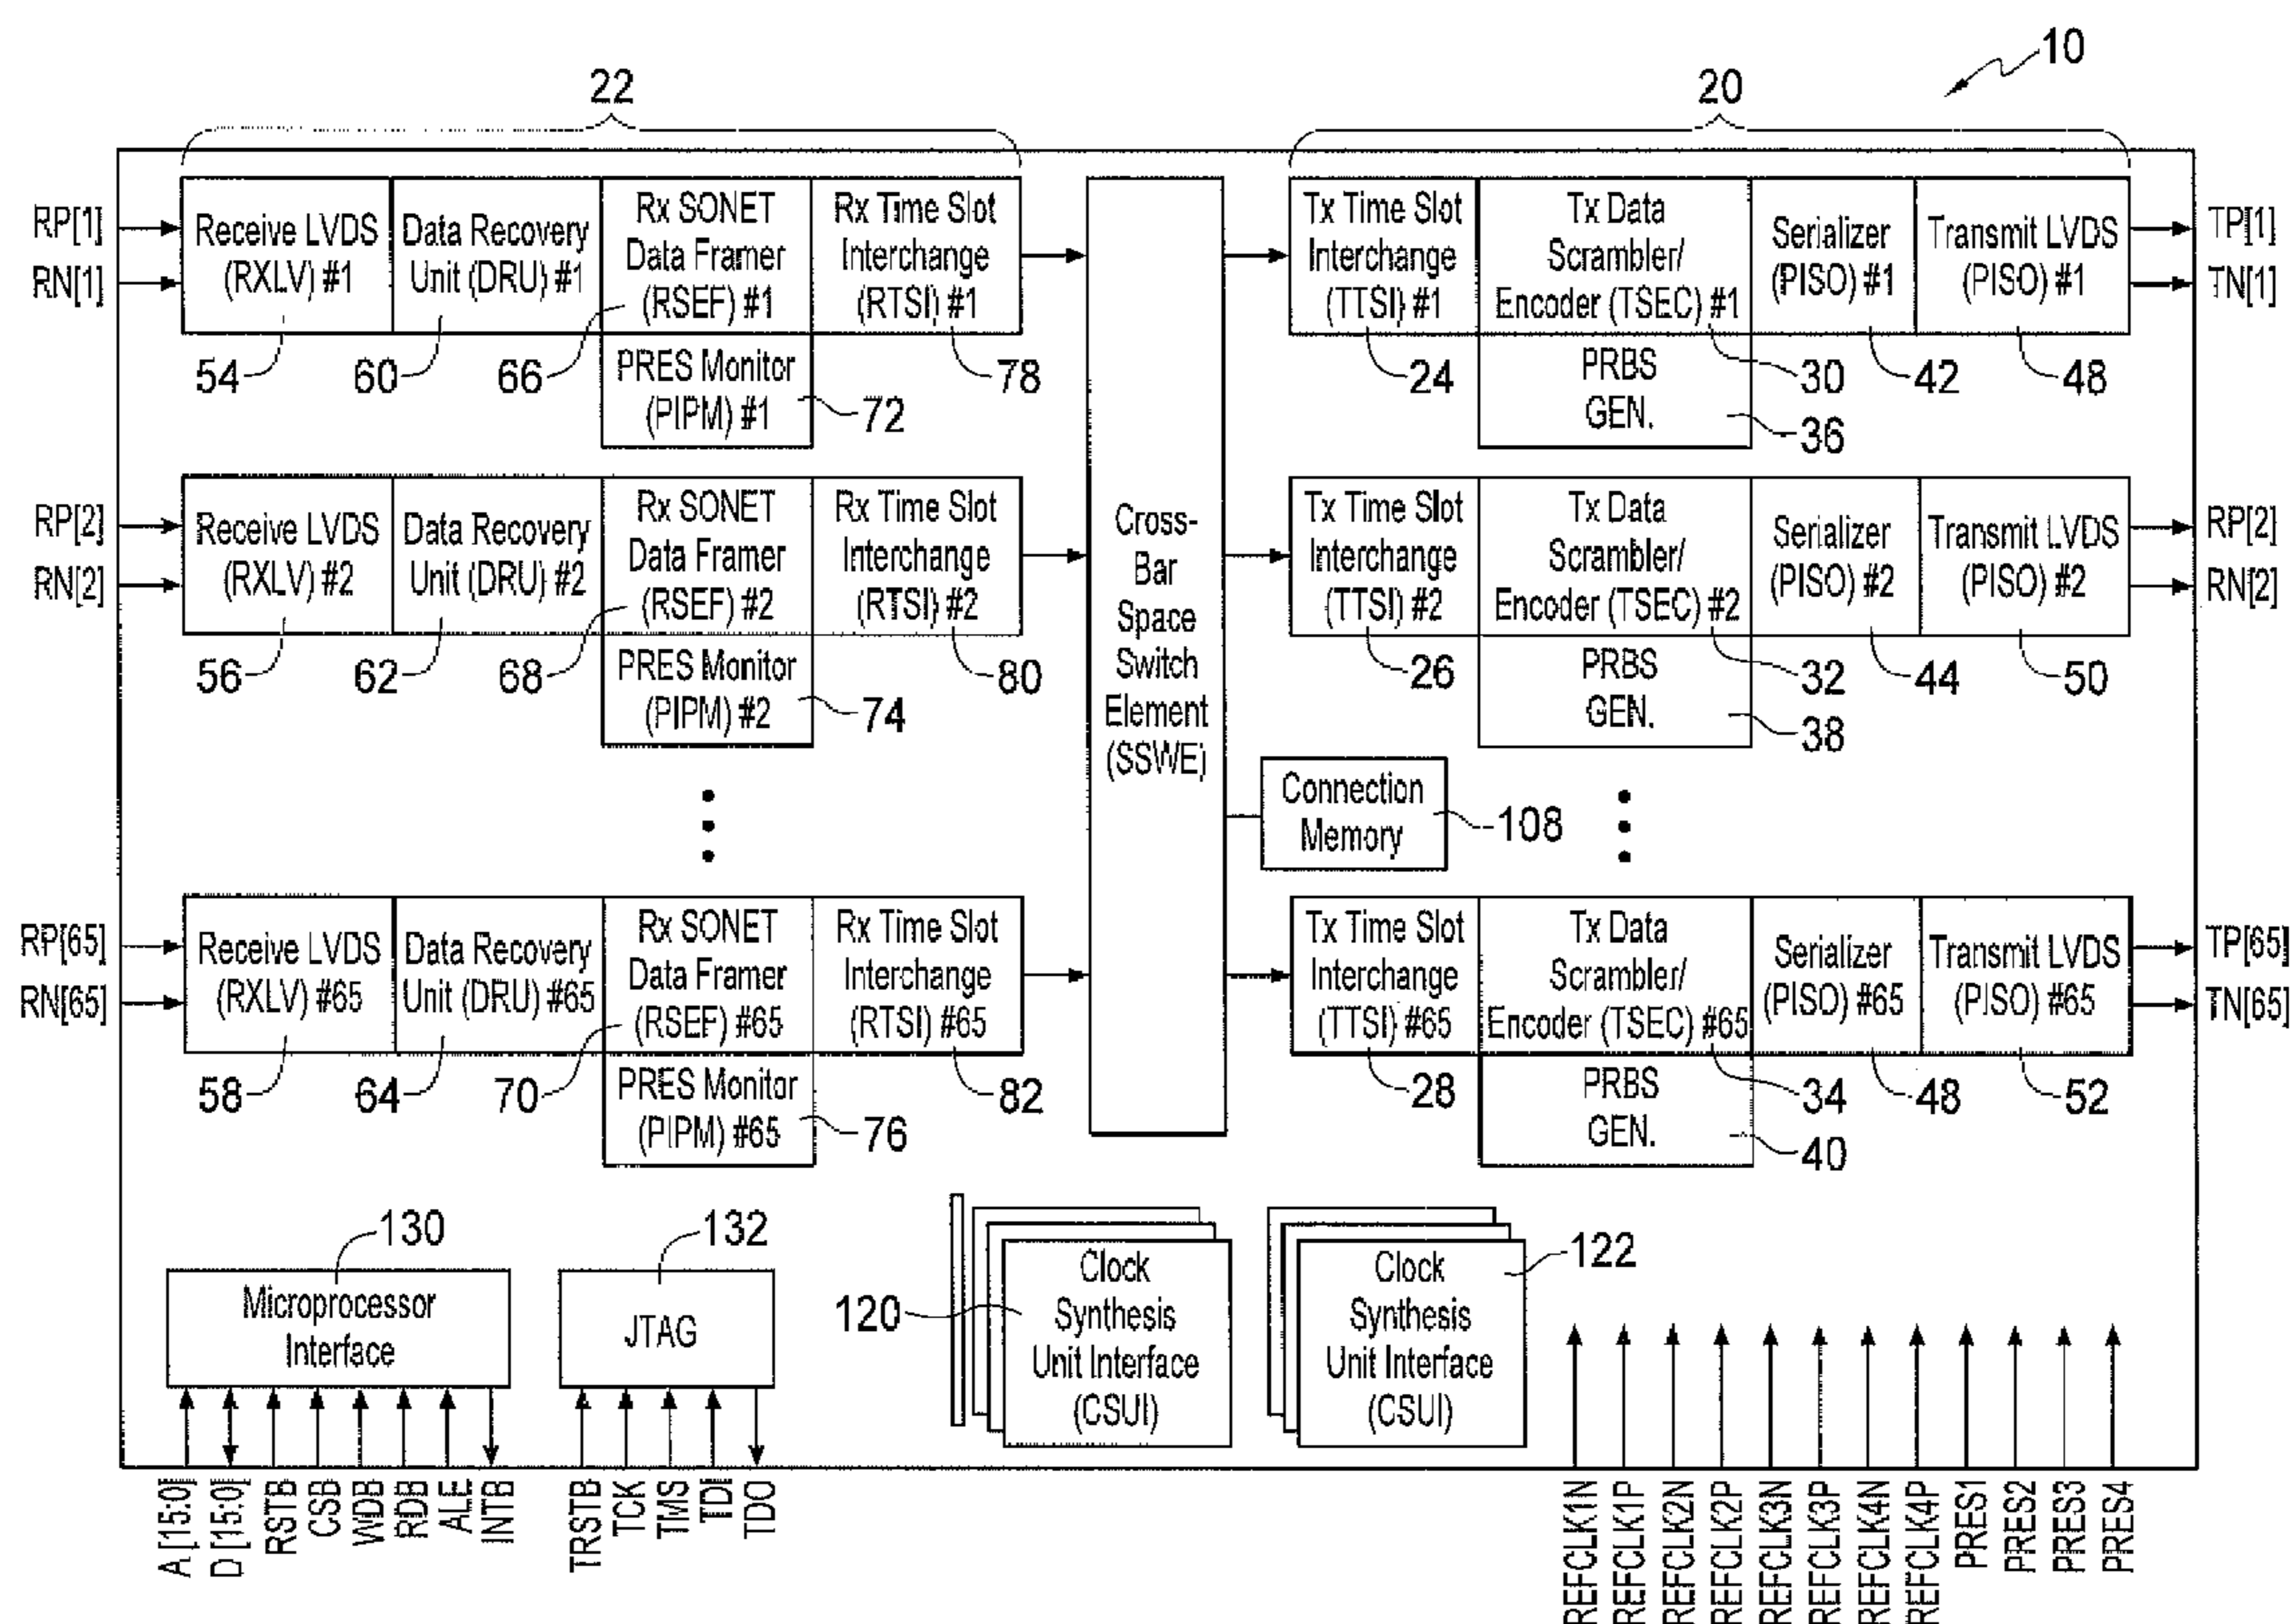 10
22
20
RP[1]
RN[1]
Receive LVDS
(RXLV) #1
Data Recovery
Unit (DRU) #1
Rx SONET
Data Framer
(RSEF) #1
Rx Time Slot
Interchange
(RTSI) #1
Tx Time Slot
Interchange
(TTSI) #1
Tx Data
Scrambler/
Encoder (TSEC) #1
Serializer
(PISO) #1
Transmit LVDS
(PISO) #1
TP[1]
TN[1]
54
60
66
PRES Monitor
(PIPM) #1
72
78
24
PRBS
GEN.
30
36
42
48
RP[2]
RN[2]
Receive LVDS
(RXLV) #2
Data Recovery
Unit (DRU) #2
Rx SONET
Data Framer
(RSEF) #2
Rx Time Slot
Interchange
(RTSI) #2
Cross-
Bar
Space
Switch
Element
(SSWE)
Tx Time Slot
Interchange
(TTSI) #2
Tx Data
Scrambler/
Encoder (TSEC) #2
Serializer
(PISO) #2
Transmit LVDS
(PISO) #2
RP[2]
RN[2]
56
62
68
PRES Monitor
(PIPM) #2
74
80
26
PRBS
GEN.
32
38
44
50
Connection
Memory
108
RP[65]
RN[65]
Receive LVDS
(RXLV) #65
Data Recovery
Unit (DRU) #65
Rx SONET
Data Framer
(RSEF) #65
Rx Time Slot
Interchange
(RTSI) #65
Tx Time Slot
Interchange
(TTSI) #65
Tx Data
Scrambler/
Encoder (TSEC) #65
Serializer
(PISO) #65
Transmit LVDS
(PISO) #65
TP[65]
TN[65]
58
64
70
PRES Monitor
(PIPM) #65
76
82
28
PRBS
GEN.
34
40
48
52
130
Microprocessor
Interface
132
JTAG
120
Clock
Synthesis
Unit Interface
(CSUI)
Clock
Synthesis
Unit Interface
(CSUI)
122
A [15:0]
D [15:0]
RSTB
CSB
WDB
RDB
ALE
INTB
TRSTB
TCK
TMS
TDI
TDO
REFCLK1N
REFCLK1P
REFCLK2N
REFCLK2P
REFCLK3N
REFCLK3P
REFCLK4N
REFCLK4P
PRES1
PRES2
PRES3
PRES4